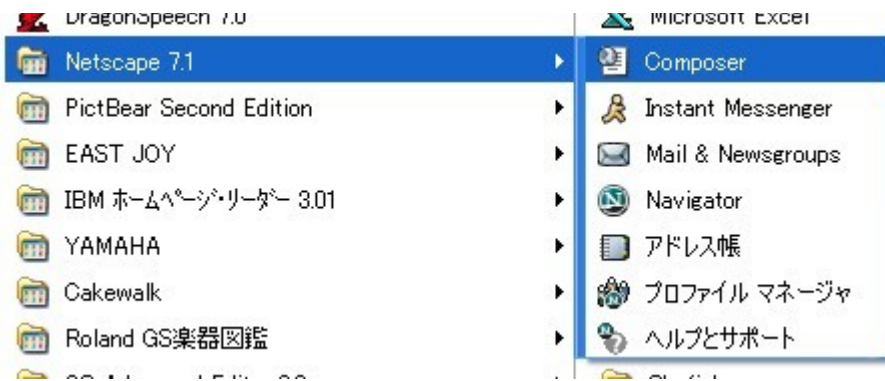 DragonSpeech 7.0
Netscape 7.1
PictBear Second Edition
EAST JOY
IBM ホームページ・リーダー 3.01
YAMAHA
Cakewalk
Roland GS楽器図鑑
Microsoft Excel
Composer
Instant Messenger
Mail & Newsgroups
Navigator
アドレス帳
プロファイル マネージャ
ヘルプとサポート